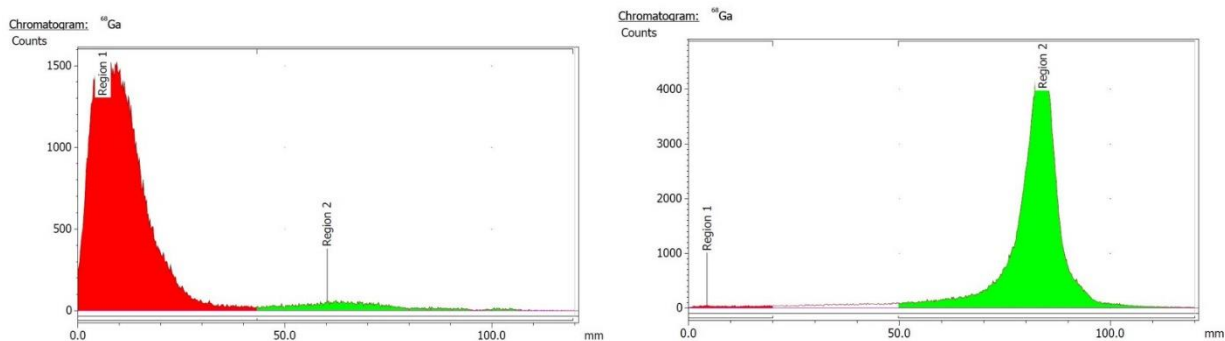 Chromatogram: ⁶⁸Ga
Counts
1500
1000
500
0
Region 1
Region 2
0.0 50.0 100.0 mm
Chromatogram: ⁶⁸Ga
Counts
4000
3000
2000
1000
0
Region 1
Region 2
0.0 50.0 100.0 mm